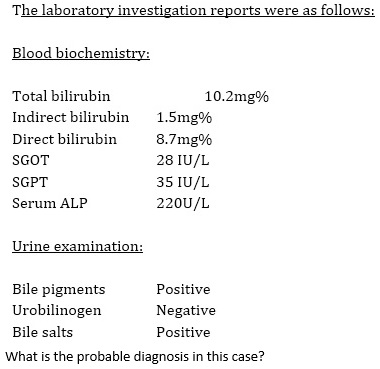 The laboratory investigation reports were as follows:
Blood biochemistry:
Total bilirubin 10.2mg%
Indirect bilirubin 1.5mg%
Direct bilirubin 8.7mg%
SGOT 28 IU/L
SGPT 35 IU/L
Serum ALP 220U/L
Urine examination:
Bile pigments Positive
Urobilinogen Negative
Bile salts Positive
What is the probable diagnosis in this case?